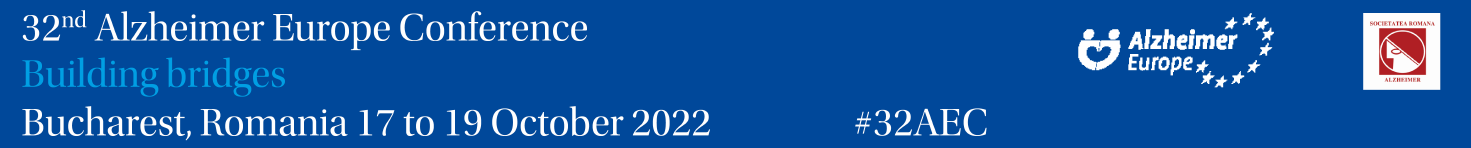 32nd Alzheimer Europe Conference
Building bridges
Bucharest, Romania 17 to 19 October 2022
#32AEC
Alzheimer
Europe
SOCIETATEA ROMANA
ALZHEIMER